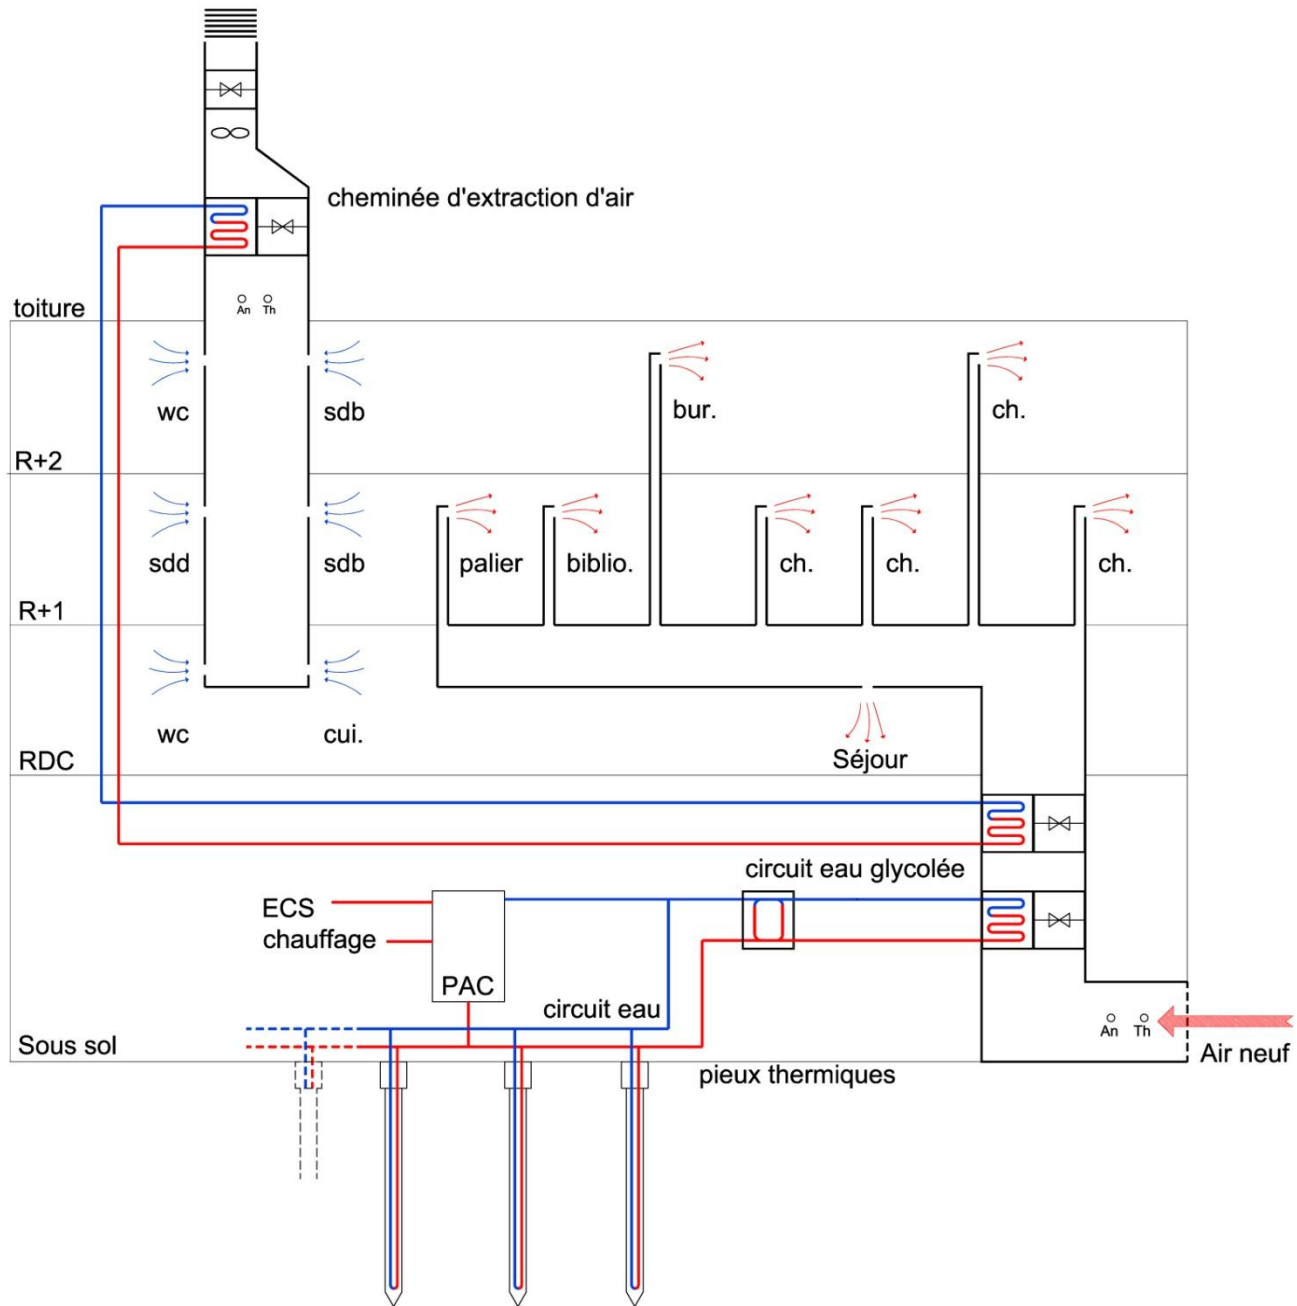 cheminée d'extraction d'air
toiture
An Th
wc sdb bur. ch.
R+2
sdd sdb palier biblio. ch. ch. ch.
R+1
wc cui.
RDC Séjour
circuit eau glycolée
ECS
chauffage
PAC
circuit eau
An Th
Sous sol
Air neuf
pieux thermiques